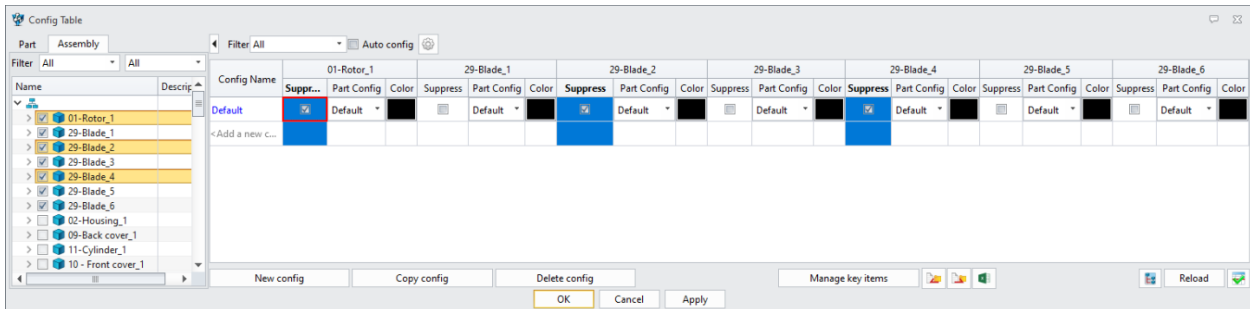 Config Table
Part Assembly Filter All Auto config
Filter All All
Name Descrip
Config Name 01-Rotor_1 29-Blade_1 29-Blade_2 29-Blade_3 29-Blade_4 29-Blade_5 29-Blade_6
Suppr... Part Config Color Suppress Part Config Color Suppress Part Config Color Suppress Part Config Color Suppress Part Config Color Suppress Part Config Color Suppress Part Config Color
Default Default Default Default Default Default Default Default
<Add a new c...
01-Rotor_1
29-Blade_1
29-Blade_2
29-Blade_3
29-Blade_4
29-Blade_5
29-Blade_6
02-Housing_1
09-Back cover_1
11-Cylinder_1
10 - Front cover_1
New config Copy config Delete config Manage key items Reload
OK Cancel Apply